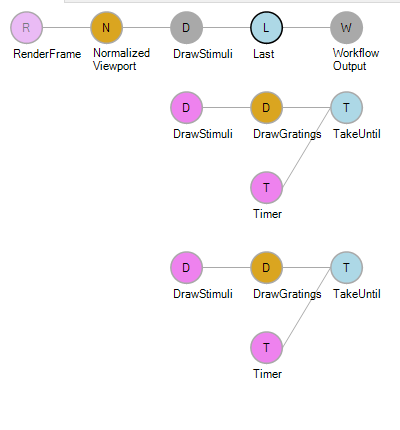 R N D L W
RenderFrame Normalized DrawStimuli Last Workflow
Viewport Output
D D T
DrawStimuli DrawGratings TakeUntil
T
Timer
D D T
DrawStimuli DrawGratings TakeUntil
T
Timer